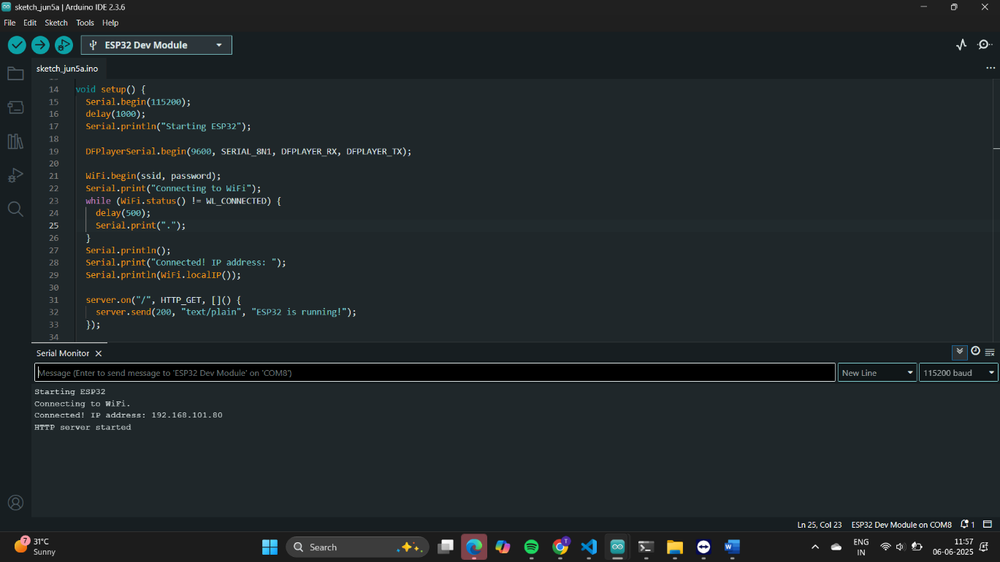 sketch_jun5a | Arduino IDE 2.3.6
File Edit Sketch Tools Help
ESP32 Dev Module
sketch_jun5a.ino
14 void setup() {
15 Serial.begin(115200);
16 delay(1000);
17 Serial.println("Starting ESP32");
18
19 DFPlayerSerial.begin(9600, SERIAL_8N1, DFPLAYER_RX, DFPLAYER_TX);
20
21 WiFi.begin(ssid, password);
22 Serial.print("Connecting to WiFi");
23 while (WiFi.status() != WL_CONNECTED) {
24 delay(500);
25 Serial.print(".");
26 }
27 Serial.println();
28 Serial.print("Connected! IP address: ");
29 Serial.println(WiFi.localIP());
30
31 server.on("/", HTTP_GET, []() {
32 server.send(200, "text/plain", "ESP32 is running!");
33 });
34
Serial Monitor
Message (Enter to send message to 'ESP32 Dev Module' on 'COM8')
New Line
115200 baud
Starting ESP32
Connecting to WiFi.
Connected! IP address: 192.168.101.80
HTTP server started
Ln 25, Col 23 ESP32 Dev Module on COM8 1
7
31°C
Sunny
Search
T
ENG
IN
11:57
06-06-2025